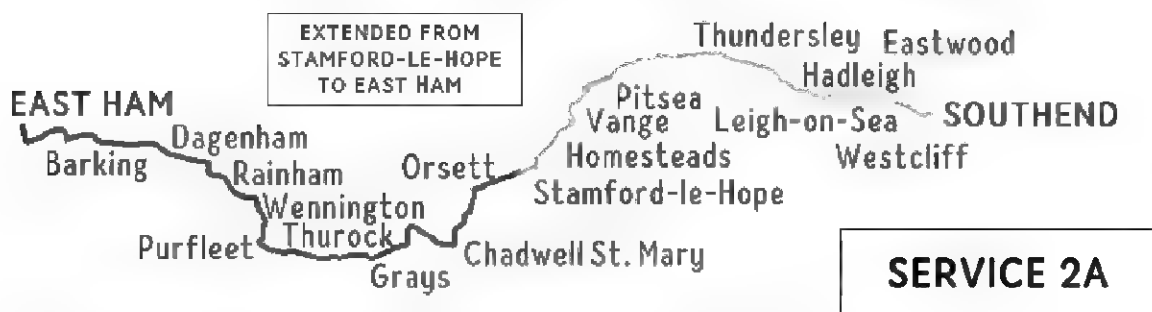 EXTENDED FROM
STAMFORD-LE-HOPE
TO EAST HAM
EAST HAM
Barking
Dagenham
Rainham
Wennington
Purfleet
Thurock
Grays
Chadwell St. Mary
Orsett
Stamford-le-Hope
Homesteads
Vange
Pitsea
Thundersley
Hadleigh
Eastwood
Leigh-on-Sea
Westcliff
SOUTHEND
SERVICE 2A